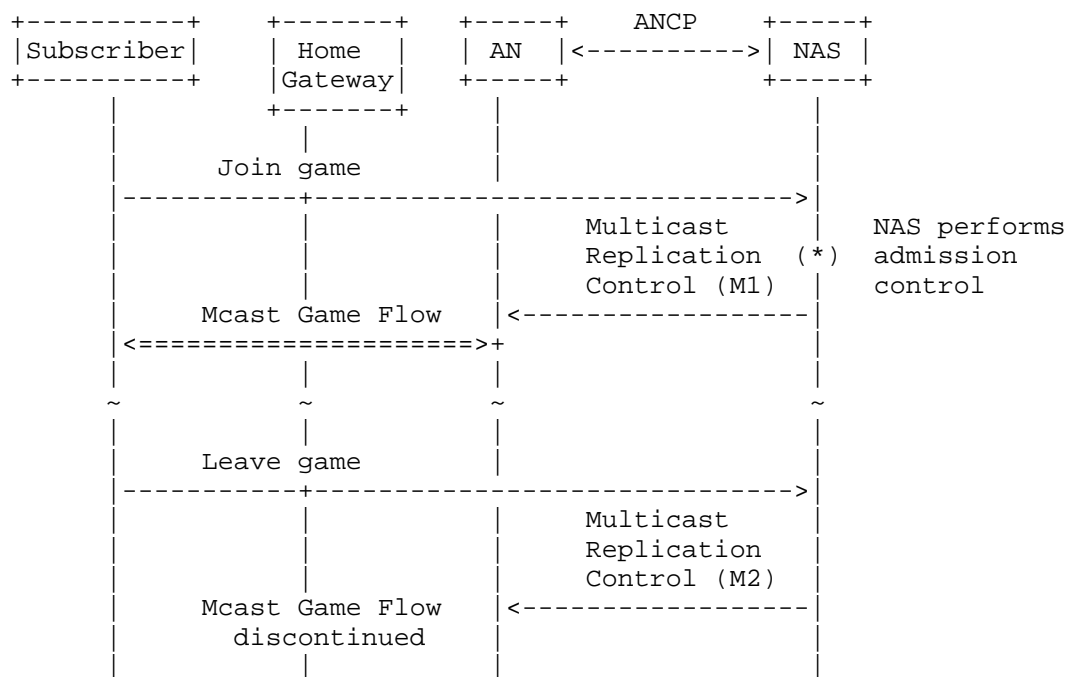 +----------+    +-------+   +-----+    ANCP    +-----+
|Subscriber|    | Home  |   | AN  |<---------->| NAS |
+----------+    |Gateway|   +-----+            +-----+
      |         +-------+      |                   |
      |            |           |                   |
      |      Join game         |                   |
      |-----------+------------------------------>|
      |            |           |     Multicast     |   NAS performs
      |            |           |     Replication  (*)  admission
      |            |           |     Control (M1)  |   control
      |     Mcast Game Flow    |<------------------|
      |<======================>+                   |
      |            |           |                   |
      ~            ~           ~                   ~
      |            |           |                   |
      |     Leave game         |                   |
      |-----------+------------------------------>|
      |            |           |     Multicast     |
      |            |           |     Replication   |
      |            |           |     Control (M2)  |
      |     Mcast Game Flow    |<------------------|
      |       discontinued     |                   |
      |            |           |                   |